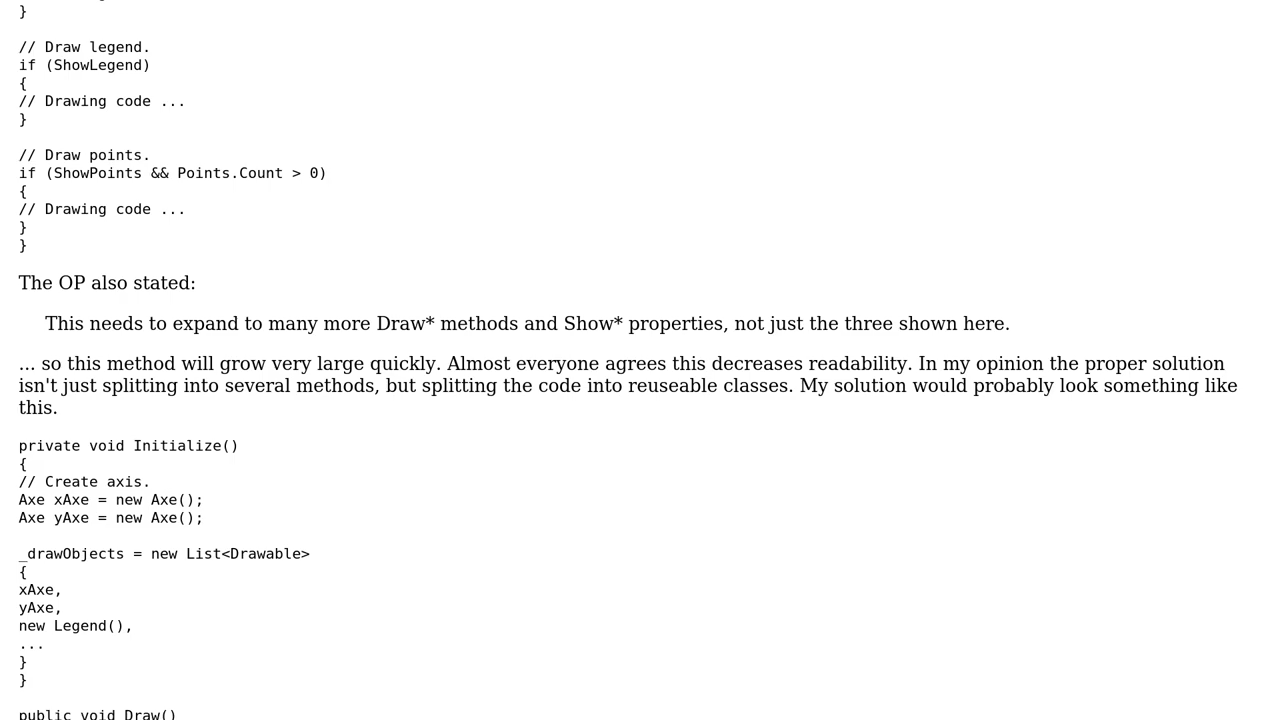 }
// Draw legend.
if (ShowLegend)
{
// Drawing code ...
}
// Draw points.
if (ShowPoints && Points.Count > 0)
{
// Drawing code ...
}
}
The OP also stated:
This needs to expand to many more Draw* methods and Show* properties, not just the three shown here.
... so this method will grow very large quickly. Almost everyone agrees this decreases readability. In my opinion the proper solution
isn't just splitting into several methods, but splitting the code into reuseable classes. My solution would probably look something like
this.
private void Initialize()
{
// Create axis.
Axe xAxe = new Axe();
Axe yAxe = new Axe();
_drawObjects = new List<Drawable>
{
xAxe,
yAxe,
new Legend(),
...
}
}
public void Draw()